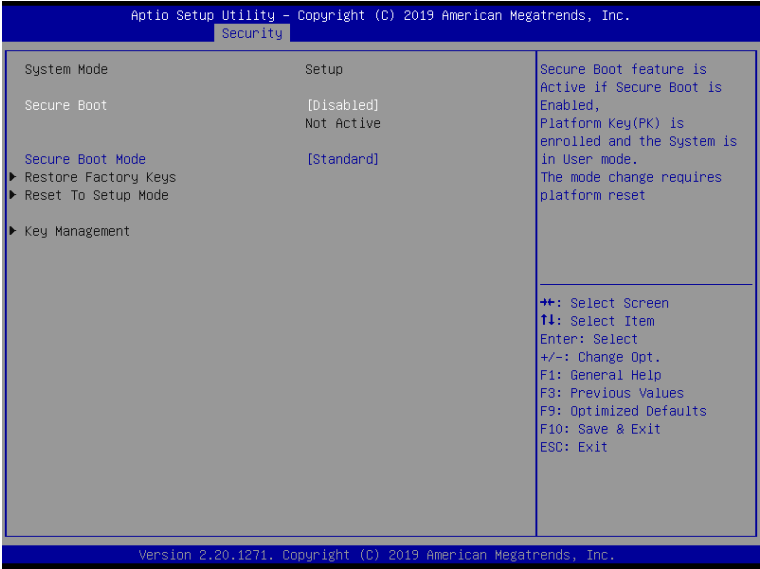 Aptio Setup Utility – Copyright (C) 2019 American Megatrends, Inc.
Security
System Mode Setup
Secure Boot [Disabled]
Not Active
Secure Boot Mode [Standard]
Restore Factory Keys
Reset To Setup Mode
Key Management
Secure Boot feature is
Active if Secure Boot is
Enabled,
Platform Key(PK) is
enrolled and the System is
in User mode.
The mode change requires
platform reset
→←: Select Screen
↑↓: Select Item
Enter: Select
+/-: Change Opt.
F1: General Help
F3: Previous Values
F9: Optimized Defaults
F10: Save & Exit
ESC: Exit
Version 2.20.1271. Copyright (C) 2019 American Megatrends, Inc.